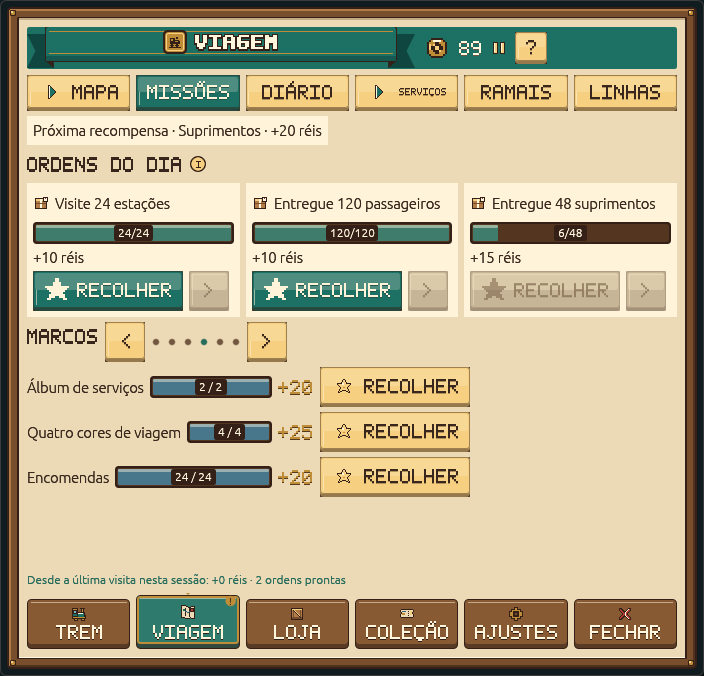 VIAGEM 89 ?
MAPA MISSÕES DIÁRIO SERVIÇOS RAMAIS LINHAS
Próxima recompensa · Suprimentos · +20 réis
ORDENS DO DIA I
Visite 24 estações
24/24
+10 réis
RECOLHER >
Entregue 120 passageiros
120/120
+10 réis
RECOLHER >
Entregue 48 suprimentos
6/48
+15 réis
RECOLHER >
MARCOS < >
Álbum de serviços 2/2 +20 RECOLHER
Quatro cores de viagem 4/4 +25 RECOLHER
Encomendas 24/24 +20 RECOLHER
Desde a última visita nesta sessão: +0 réis · 2 ordens prontas
TREM VIAGEM ! LOJA COLEÇÃO AJUSTES FECHAR